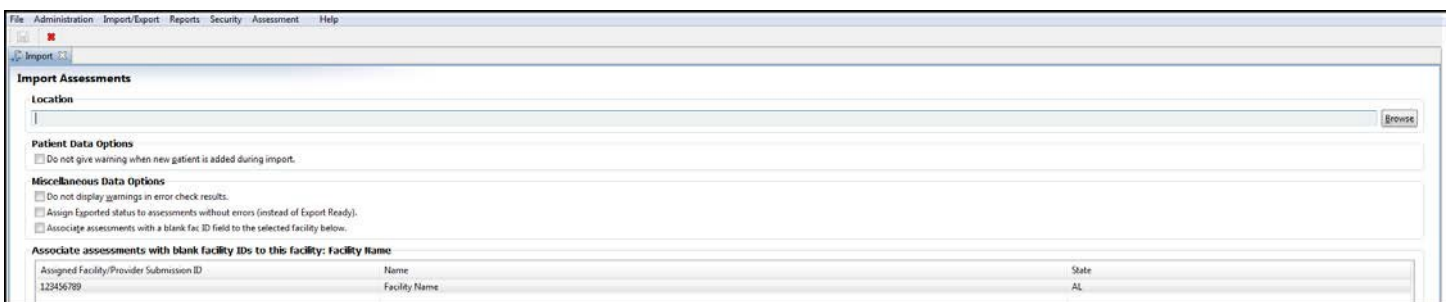 File Administration Import/Export Reports Security Assessment Help
Import
Import Assessments
Location
Browse
Patient Data Options
Do not give warning when new patient is added during import.
Miscellaneous Data Options
Do not display warnings in error check results.
Assign Exported status to assessments without errors (instead of Export Ready).
Associate assessments with a blank fac ID field to the selected facility below.
Associate assessments with blank facility IDs to this facility: Facility Name
Assigned Facility/Provider Submission ID Name State
123456789 Facility Name AL